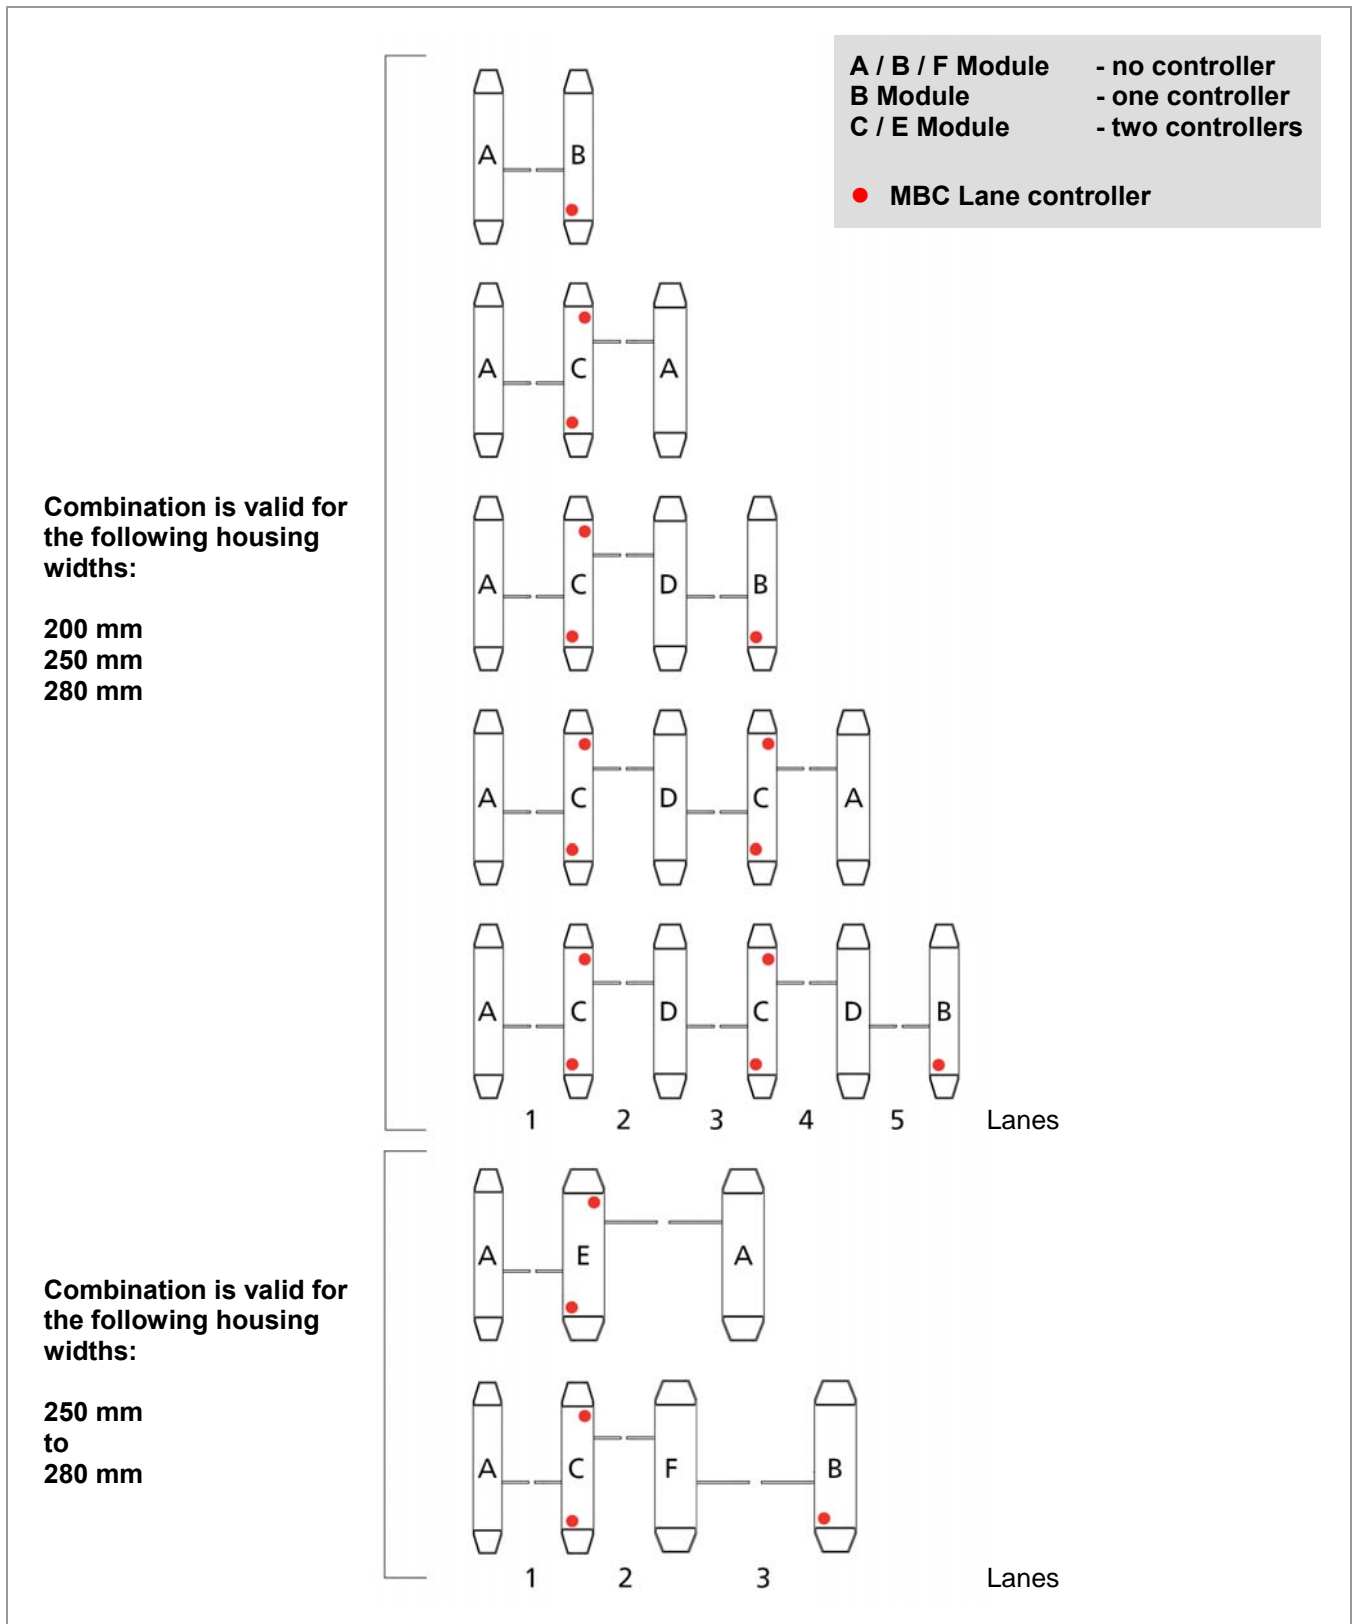 A / B / F Module - no controller
B Module - one controller
C / E Module - two controllers
MBC Lane controller
A B
A C A
Combination is valid for
the following housing
widths:
200 mm
250 mm
280 mm
A C D B
A C D C A
A C D C D B
1 2 3 4 5 Lanes
A E A
Combination is valid for
the following housing
widths:
250 mm
to
280 mm
A C F B
1 2 3 Lanes